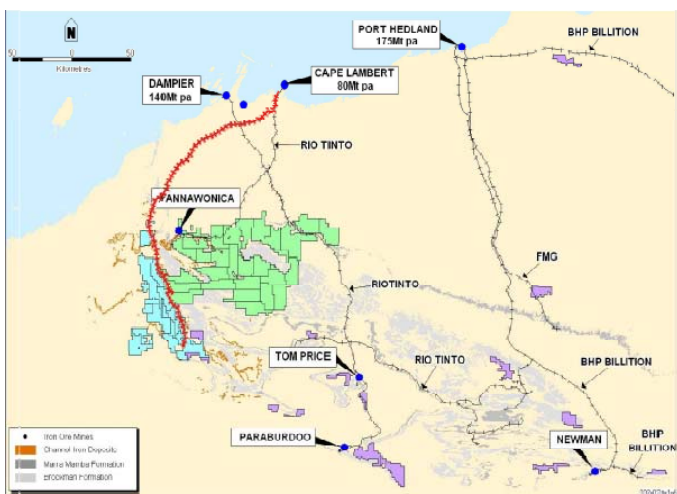 N
50
0
50
Kilometres
PORT HEDLAND
175Mt pa
BHP BILLITION
DAMPIER
140Mt pa
CAPE LAMBERT
80Mt pa
RIO TINTO
PANNAWONICA
FMG
RIOTINTO
TOM PRICE
RIO TINTO
BHP BILLITION
PARABURDOO
NEWMAN
BHP
BILLITION
Iron Ore Mines
Channel Iron Deposits
Marra Mamba Formation
Brockman Formation